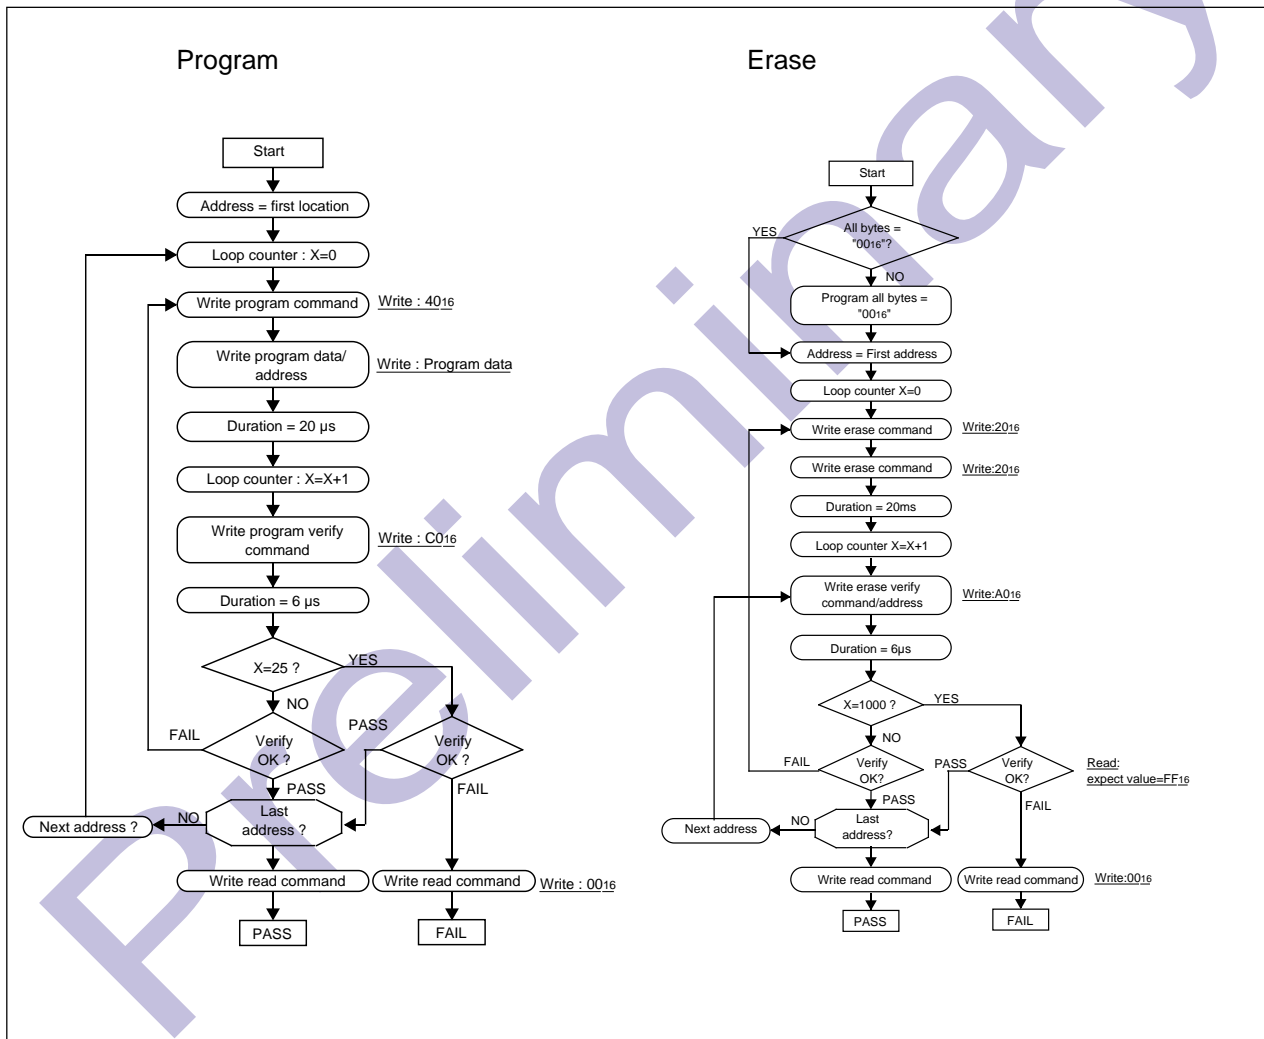 Program
Start
Address = first location
Loop counter : X=0
Write program command
Write : 4016
Write program data/
address
Write : Program data
Duration = 20 µs
Loop counter : X=X+1
Write program verify
command
Write : C016
Duration = 6 µs
X=25 ?
YES
NO
FAIL
Verify
OK ?
PASS
PASS
Verify
OK ?
FAIL
Last
address ?
NO
Next address ?
Write read command
Write read command
Write : 0016
PASS
FAIL
Erase
Start
All bytes =
"0016"?
YES
NO
Program all bytes =
"0016"
Address = First address
Loop counter X=0
Write erase command
Write:2016
Write erase command
Write:2016
Duration = 20ms
Loop counter X=X+1
Write erase verify
command/address
Write:A016
Duration = 6µs
X=1000 ?
YES
NO
FAIL
Verify
OK?
PASS
PASS
Verify
OK?
Read:
expect value=FF16
FAIL
Last
address?
NO
Next address
Write read command
Write read command
Write:0016
PASS
FAIL
Preliminary